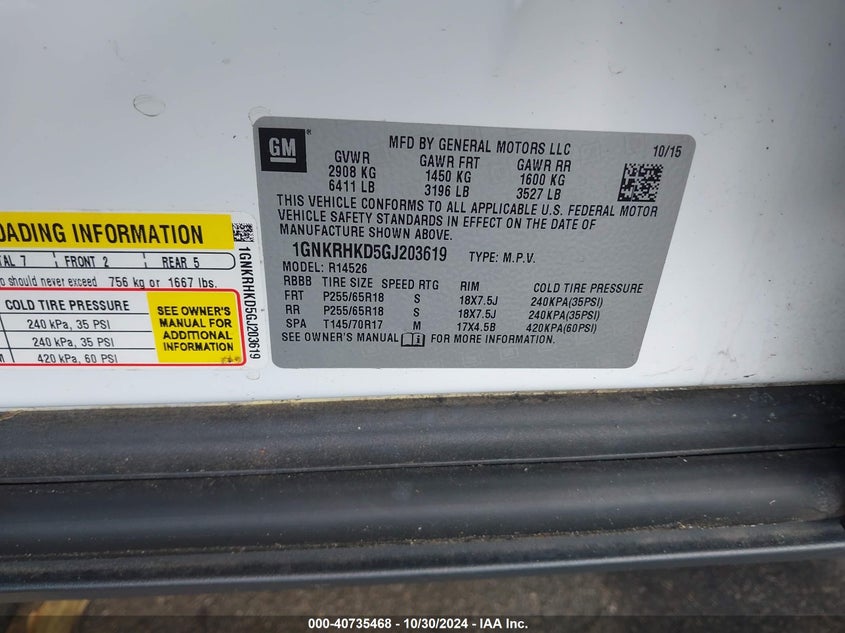 GM
MFD BY GENERAL MOTORS LLC 10/15
GVWR GAWR FRT GAWR RR
2908 KG 1450 KG 1600 KG
6411 LB 3196 LB 3527 LB
THIS VEHICLE CONFORMS TO ALL APPLICABLE U.S. FEDERAL MOTOR
VEHICLE SAFETY STANDARDS IN EFFECT ON THE DATE OF
MANUFACTURE SHOWN ABOVE.
1GNKRHKD5GJ203619 TYPE: M.P.V.
MODEL: R14526
RBBB TIRE SIZE SPEED RTG RIM COLD TIRE PRESSURE
FRT P255/65R18 S 18X7.5J 240KPA(35PSI)
RR P255/65R18 S 18X7.5J 240KPA(35PSI)
SPA T145/70R17 M 17X4.5B 420KPA(60PSI)
SEE OWNER'S MANUAL FOR MORE INFORMATION.
OADING INFORMATION
TAL 7 FRONT 2 REAR 5
should never exceed 756 kg or 1667 lbs.
COLD TIRE PRESSURE
240 kPa, 35 PSI
240 kPa, 35 PSI
420 kPa, 60 PSI
SEE OWNER'S
MANUAL FOR
ADDITIONAL
INFORMATION
1GNKRHKD5GJ203619
000-40735468 - 10/30/2024 - IAA Inc.